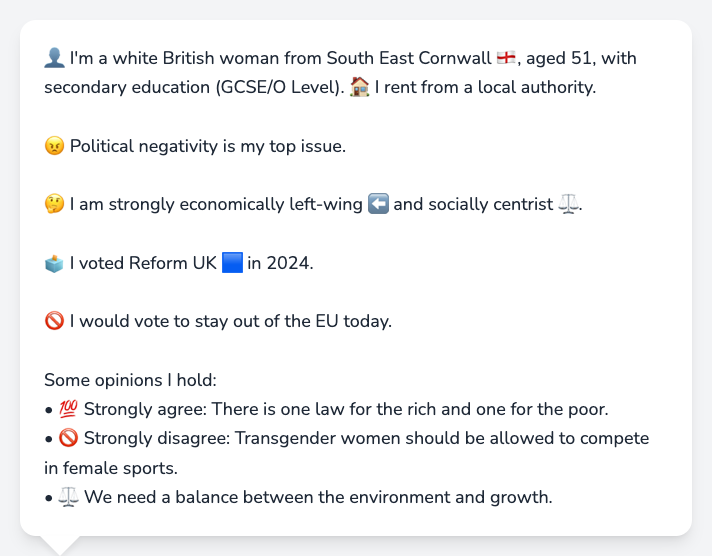 👤 I'm a white British woman from South East Cornwall 🏴󠁧󠁢󠁥󠁮󠁧󠁿, aged 51, with
secondary education (GCSE/O Level). 🏠 I rent from a local authority.
😠 Political negativity is my top issue.
🤔 I am strongly economically left-wing ⬅️ and socially centrist ⚖️.
🗳️ I voted Reform UK 🟦 in 2024.
🚫 I would vote to stay out of the EU today.
Some opinions I hold:
• 💯 Strongly agree: There is one law for the rich and one for the poor.
• 🚫 Strongly disagree: Transgender women should be allowed to compete
in female sports.
• ⚖️ We need a balance between the environment and growth.